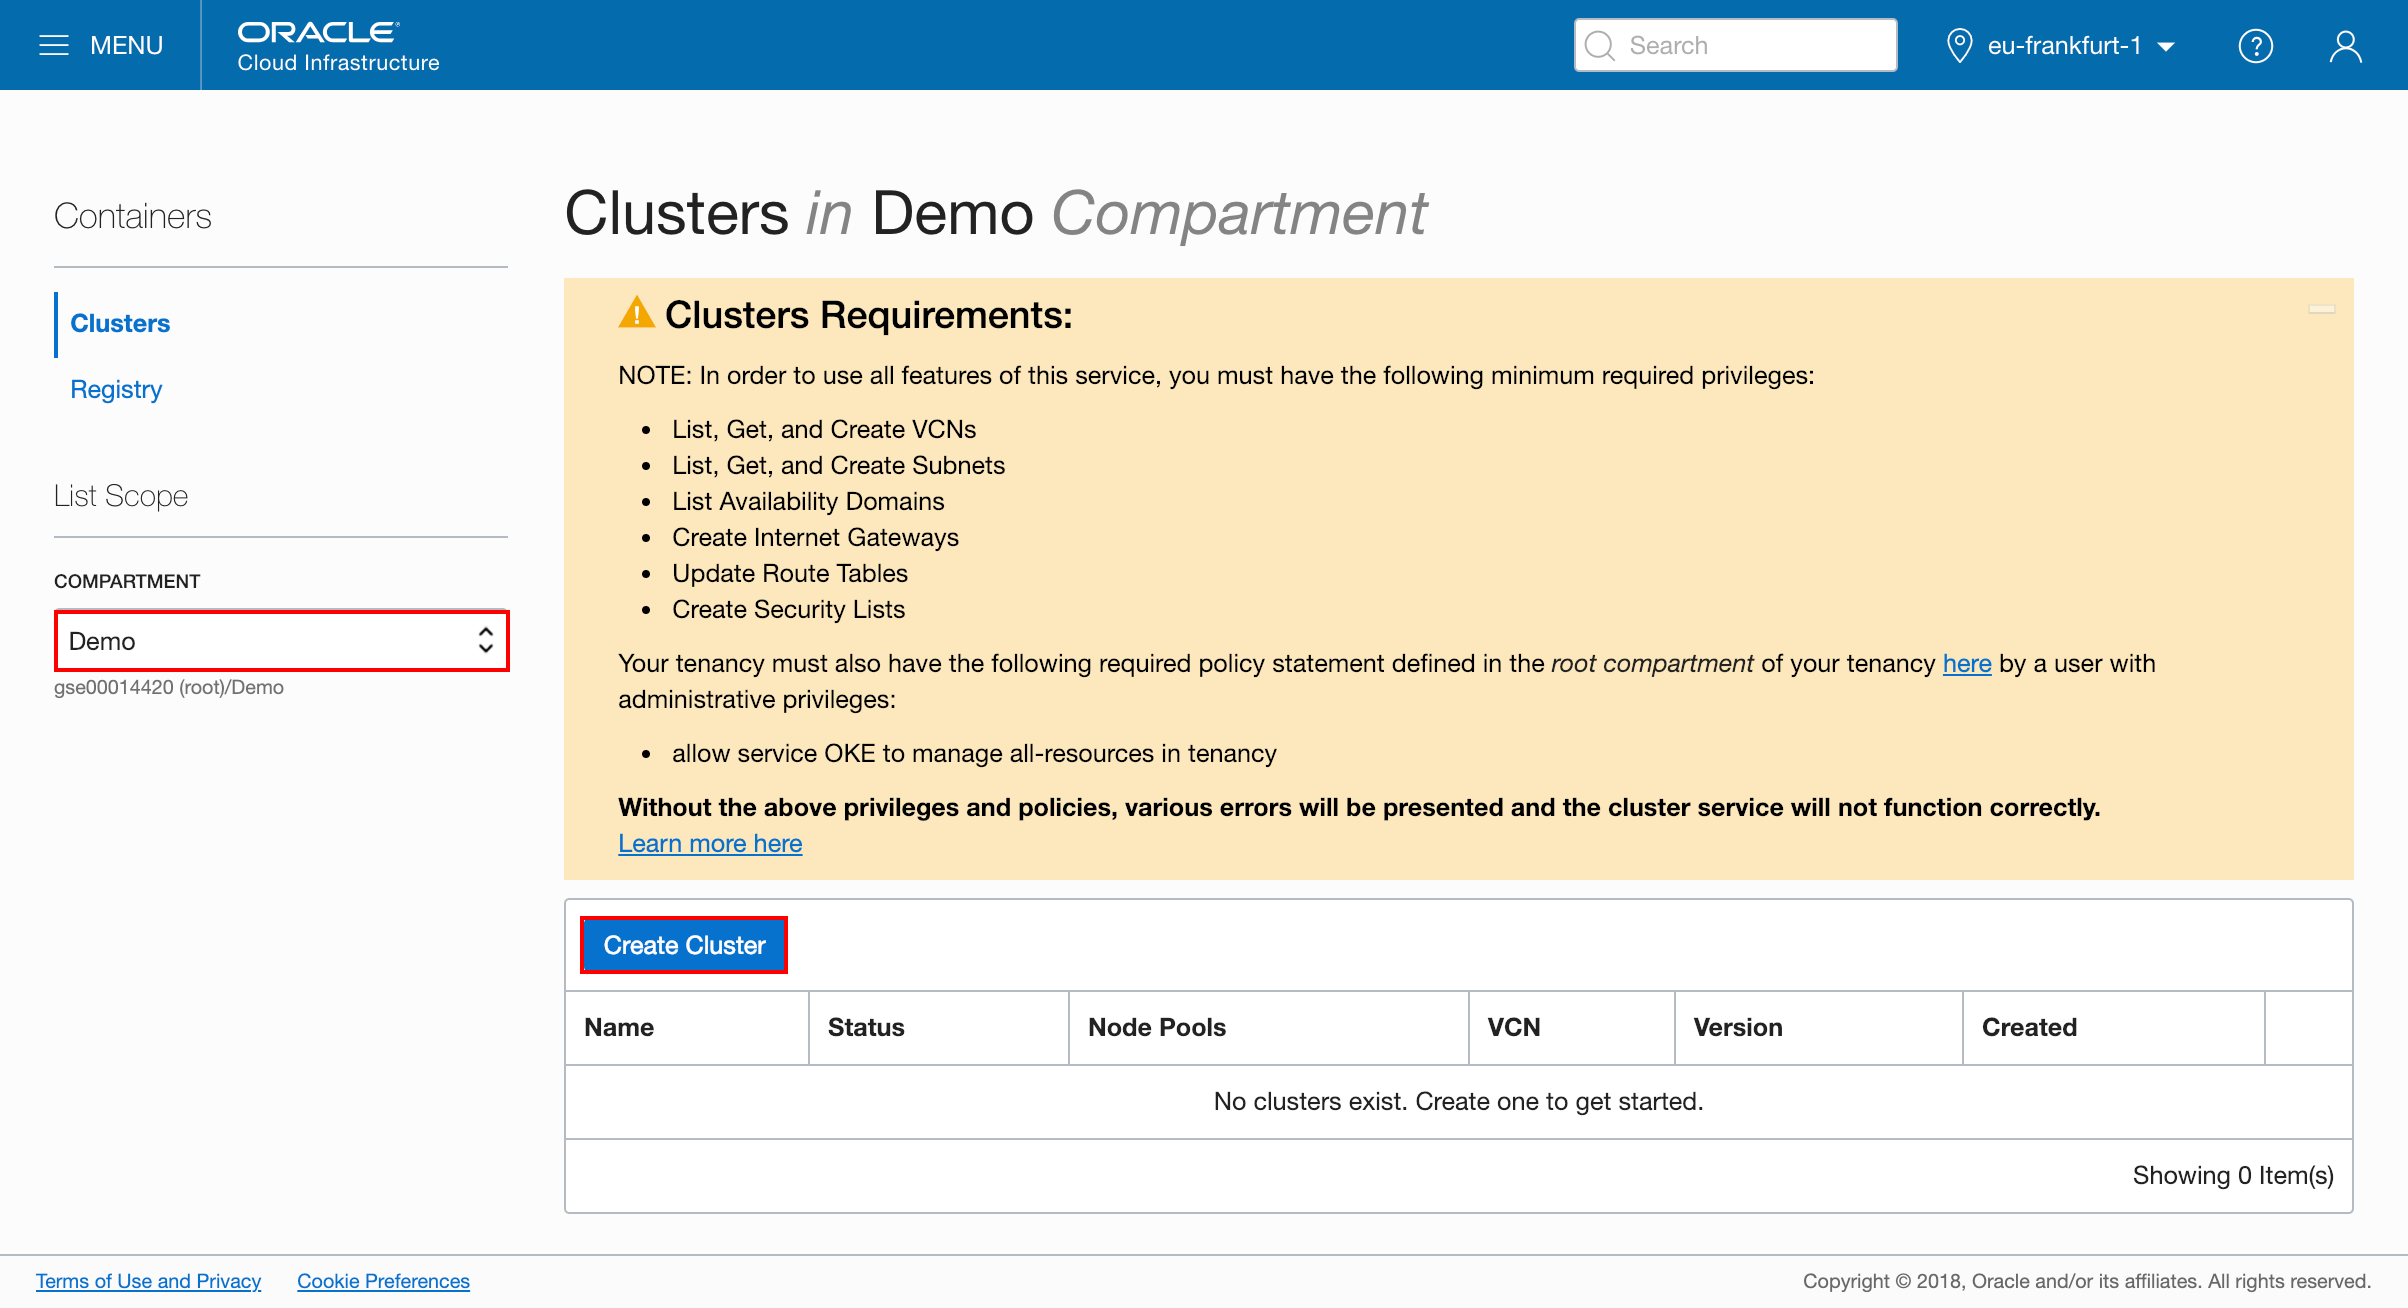 MENU
ORACLE
Cloud Infrastructure
Search
eu-frankfurt-1
Containers
Clusters
Registry
List Scope
COMPARTMENT
Demo
gse00014420 (root)/Demo
Clusters in Demo Compartment
Clusters Requirements:
NOTE: In order to use all features of this service, you must have the following minimum required privileges:
• List, Get, and Create VCNs
• List, Get, and Create Subnets
• List Availability Domains
• Create Internet Gateways
• Update Route Tables
• Create Security Lists
Your tenancy must also have the following required policy statement defined in the root compartment of your tenancy here by a user with
administrative privileges:
• allow service OKE to manage all-resources in tenancy
Without the above privileges and policies, various errors will be presented and the cluster service will not function correctly.
Learn more here
Create Cluster
Name Status Node Pools VCN Version Created
No clusters exist. Create one to get started.
Showing 0 Item(s)
Terms of Use and Privacy Cookie Preferences
Copyright © 2018, Oracle and/or its affiliates. All rights reserved.